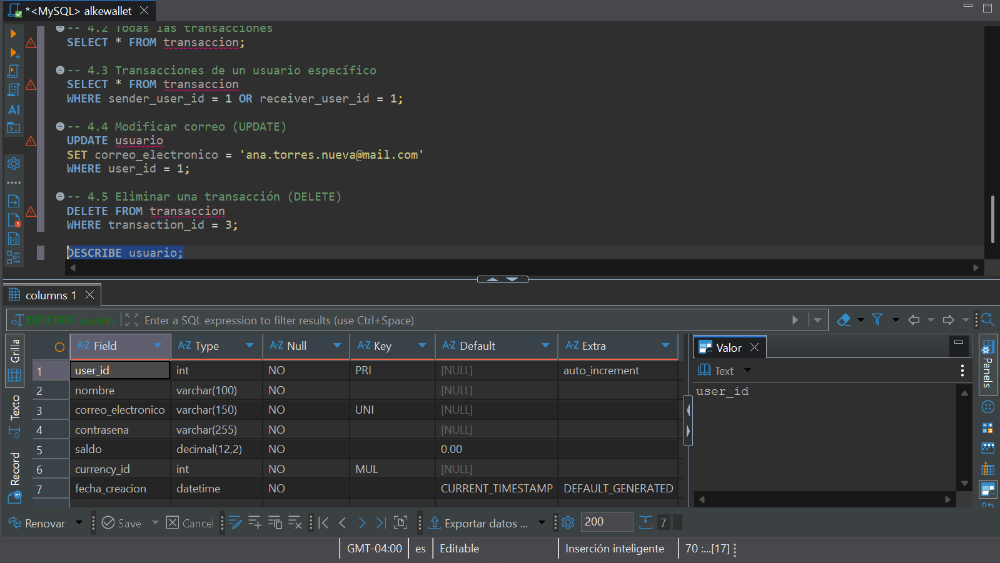 *<MySQL> alkewallet
-- 4.2 Todas las transacciones
SELECT * FROM transaccion;
-- 4.3 Transacciones de un usuario específico
SELECT * FROM transaccion
WHERE sender_user_id = 1 OR receiver_user_id = 1;
-- 4.4 Modificar correo (UPDATE)
UPDATE usuario
SET correo_electronico = 'ana.torres.nueva@mail.com'
WHERE user_id = 1;
-- 4.5 Eliminar una transacción (DELETE)
DELETE FROM transaccion
WHERE transaction_id = 3;
DESCRIBE usuario;
AI
columns 1
DESCRIBE usuario Enter a SQL expression to filter results (use Ctrl+Space)
Grilla
Texto
Record
A-Z Field A-Z Type A-Z Null A-Z Key A-Z Default A-Z Extra
1 user_id int NO PRI [NULL] auto_increment
2 nombre varchar(100) NO [NULL]
3 correo_electronico varchar(150) NO UNI [NULL]
4 contrasena varchar(255) NO [NULL]
5 saldo decimal(12,2) NO 0.00
6 currency_id int NO MUL [NULL]
7 fecha_creacion datetime NO CURRENT_TIMESTAMP DEFAULT_GENERATED
Valor
Text
user_id
Panels
Renovar Save Cancel Exportar datos ... 200 7
GMT-04:00 es Editable Inserción inteligente 70 :...[17]